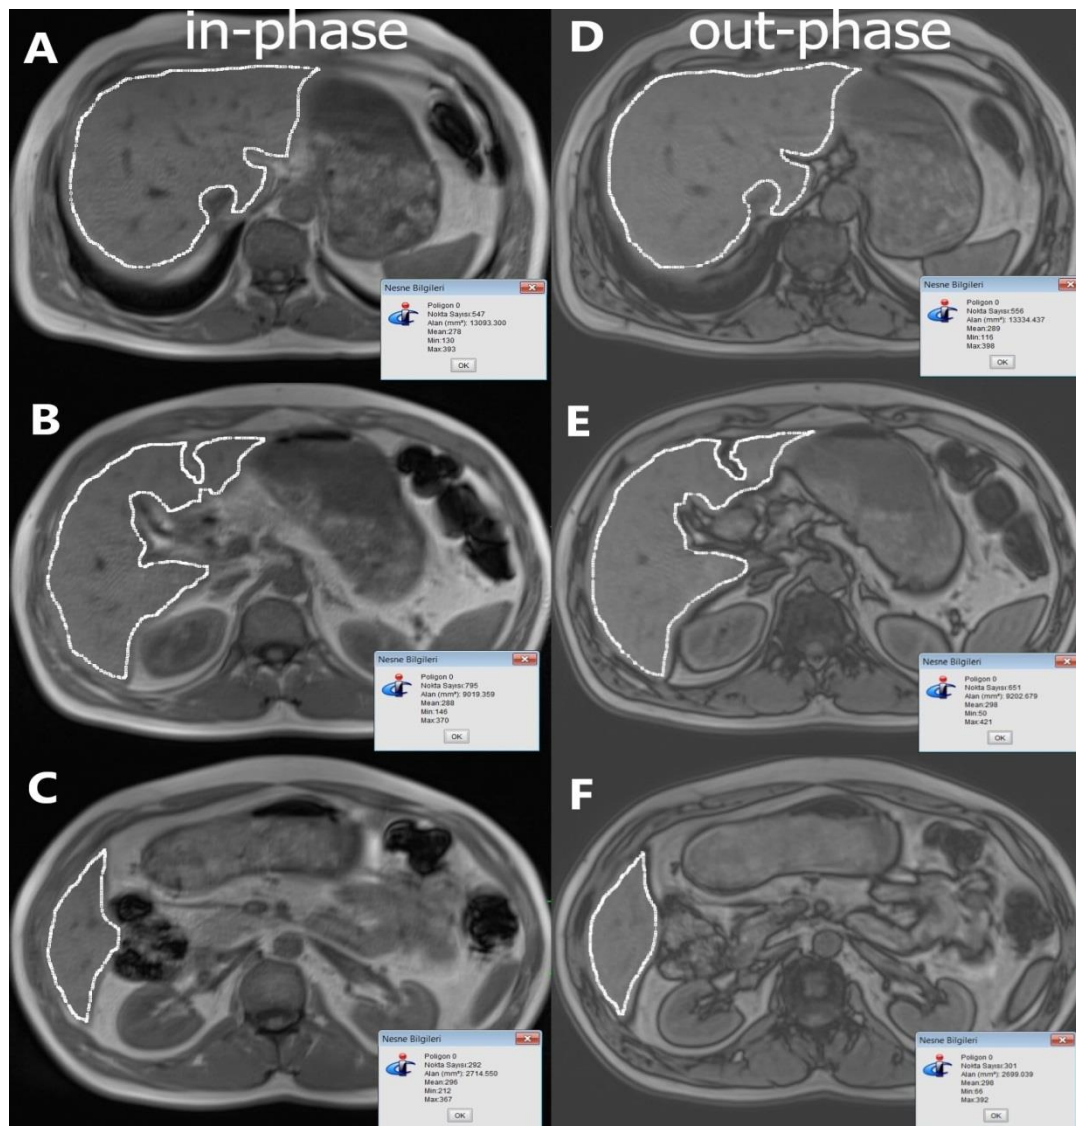 in-phase
out-phase
A
Nesne Bilgileri
Poligon 0
Nokta Sayısı:547
Alan (mm²): 13093.300
Mean:278
Min:130
Max:393
OK
D
Nesne Bilgileri
Poligon 0
Nokta Sayısı:556
Alan (mm²): 13334.437
Mean:289
Min:116
Max:398
OK
B
Nesne Bilgileri
Poligon 0
Nokta Sayısı:795
Alan (mm²): 9019.359
Mean:288
Min:146
Max:370
OK
E
Nesne Bilgileri
Poligon 0
Nokta Sayısı:651
Alan (mm²): 9202.679
Mean:298
Min:50
Max:421
OK
C
Nesne Bilgileri
Poligon 0
Nokta Sayısı:292
Alan (mm²): 2714.550
Mean:296
Min:212
Max:367
OK
F
Nesne Bilgileri
Poligon 0
Nokta Sayısı:301
Alan (mm²): 2699.039
Mean:298
Min:66
Max:392
OK